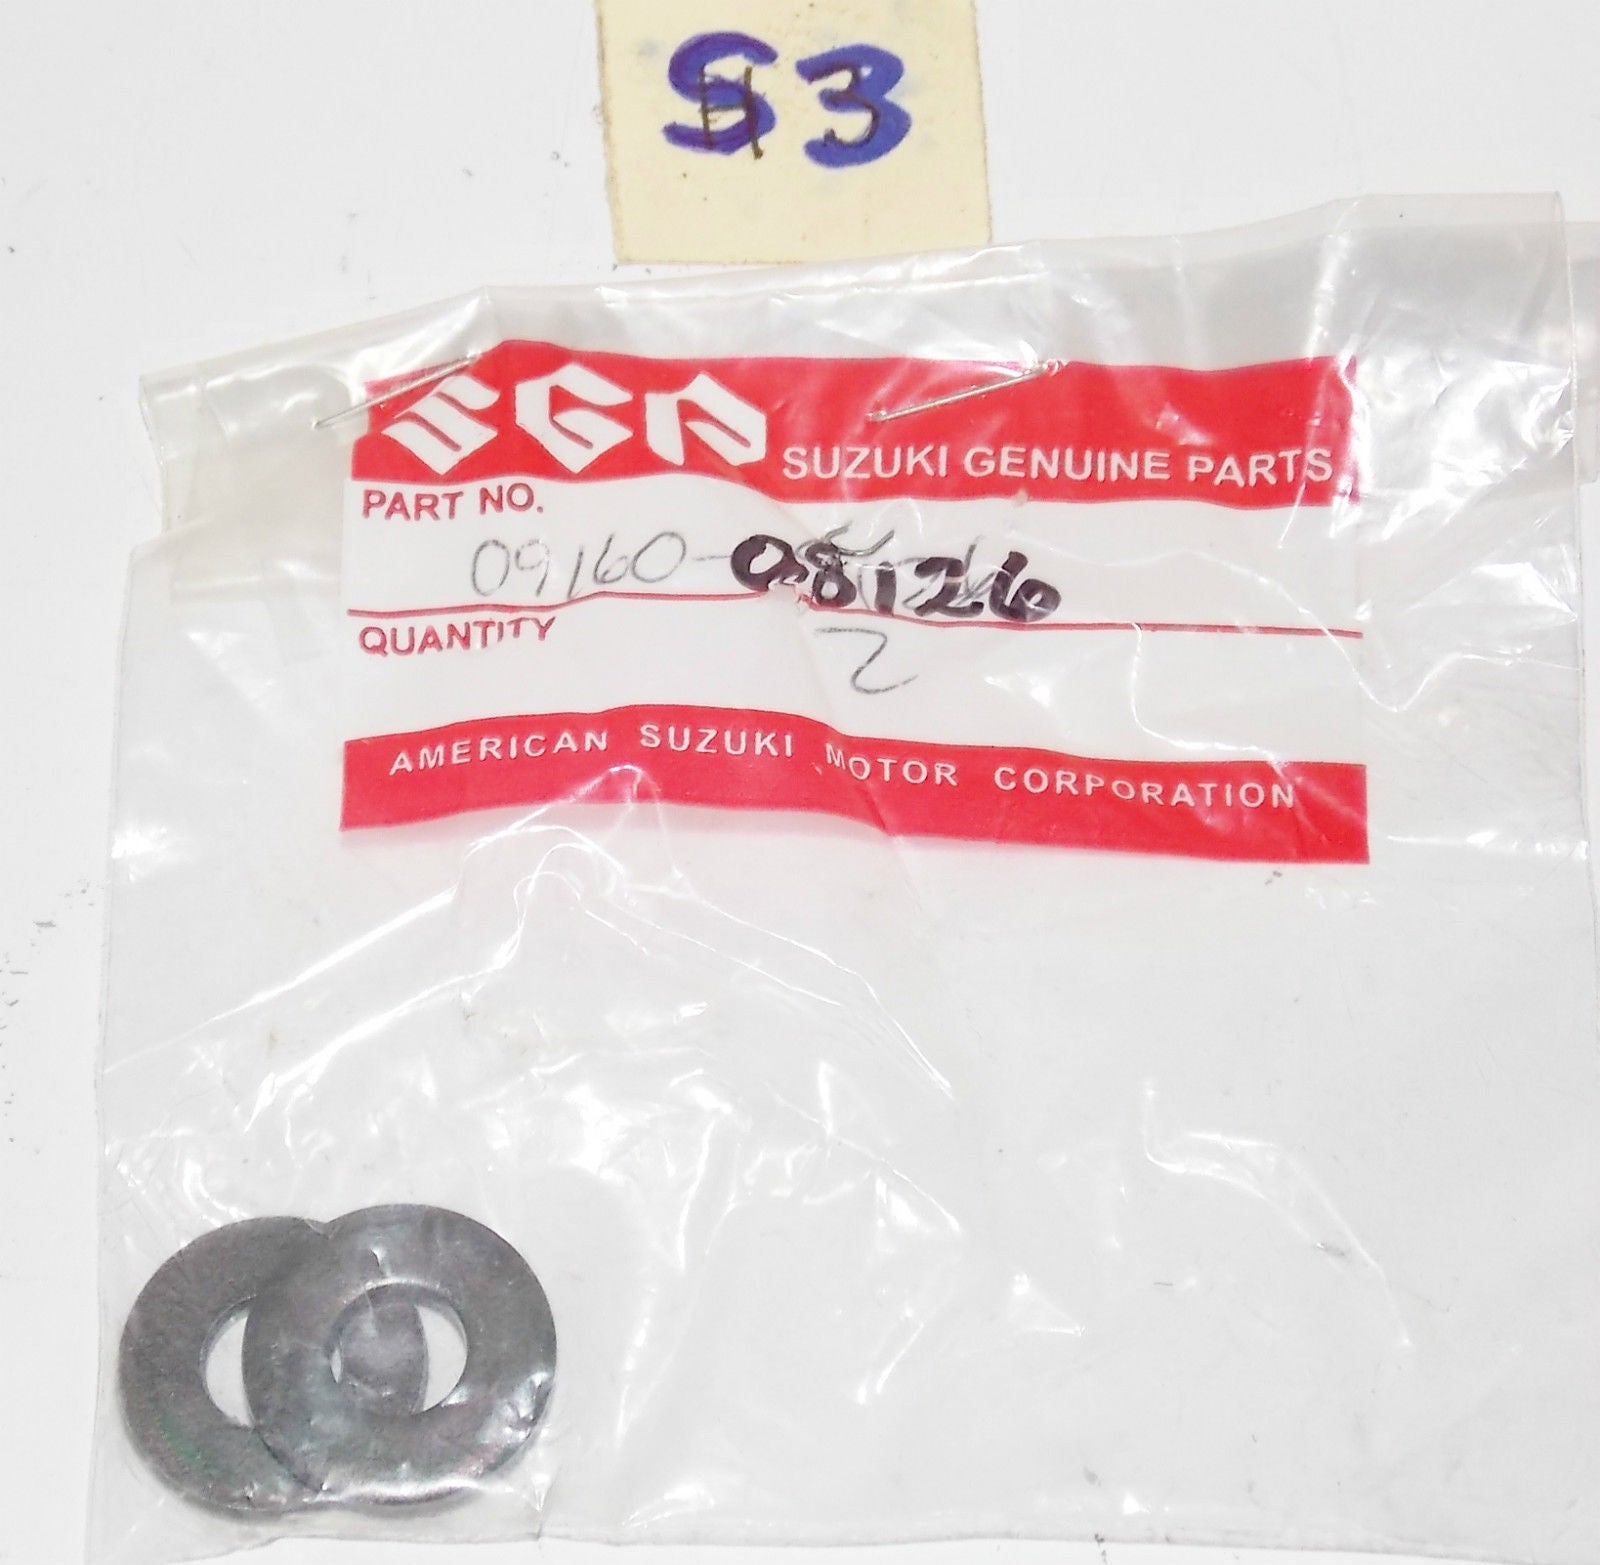 S3
SGP SUZUKI GENUINE PARTS
PART NO.
09160-08126
QUANTITY
2
AMERICAN SUZUKI MOTOR CORPORATION